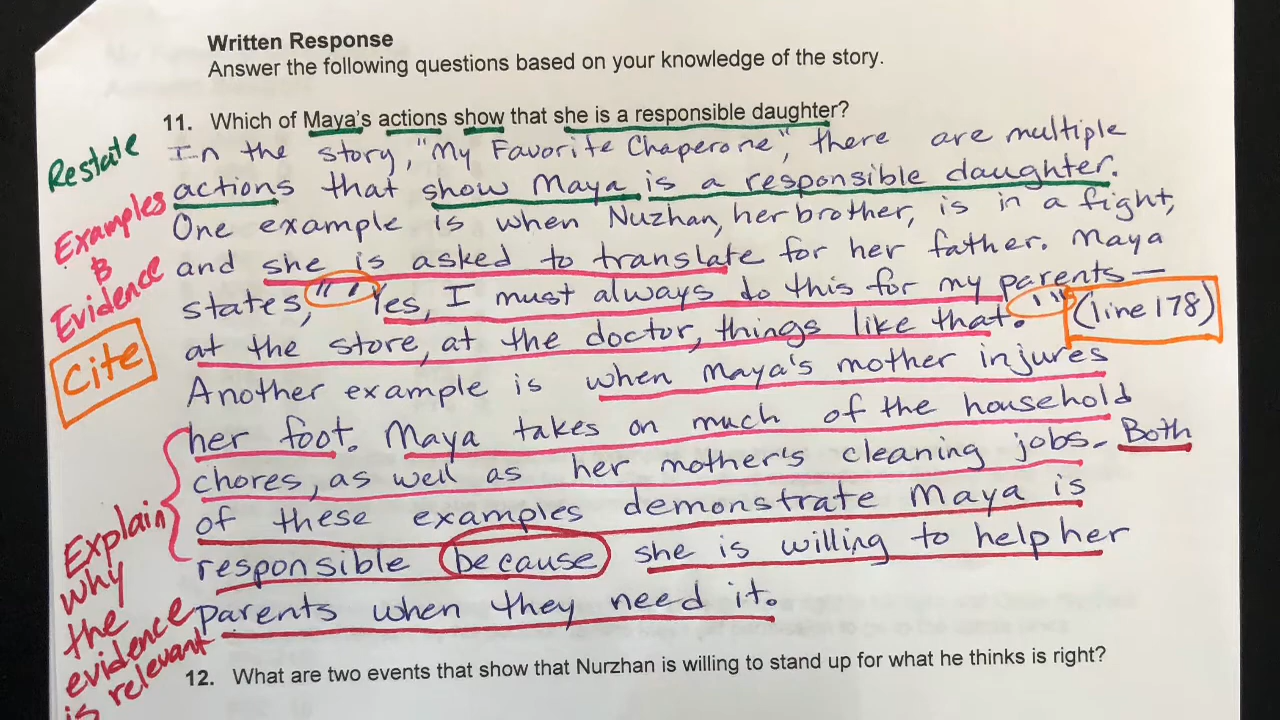 Written Response
Answer the following questions based on your knowledge of the story.
11. Which of Maya's actions show that she is a responsible daughter?
Restate
In the story, "My Favorite Chaperone", there are multiple
actions that show Maya is a responsible daughter.
Examples
&
Evidence
One example is when Nuzhan, her brother, is in a fight,
and she is asked to translate for her father. Maya
states, "'Yes, I must always do this for my parents—
at the store, at the doctor, things like that.'" (line 178)
Cite
Another example is when Maya's mother injures
her foot. Maya takes on much of the household
chores, as well as her mother's cleaning jobs. Both
of these examples demonstrate Maya is
responsible because she is willing to help her
parents when they need it.
Explain
why
the
evidence
is relevant
12. What are two events that show that Nurzhan is willing to stand up for what he thinks is right?